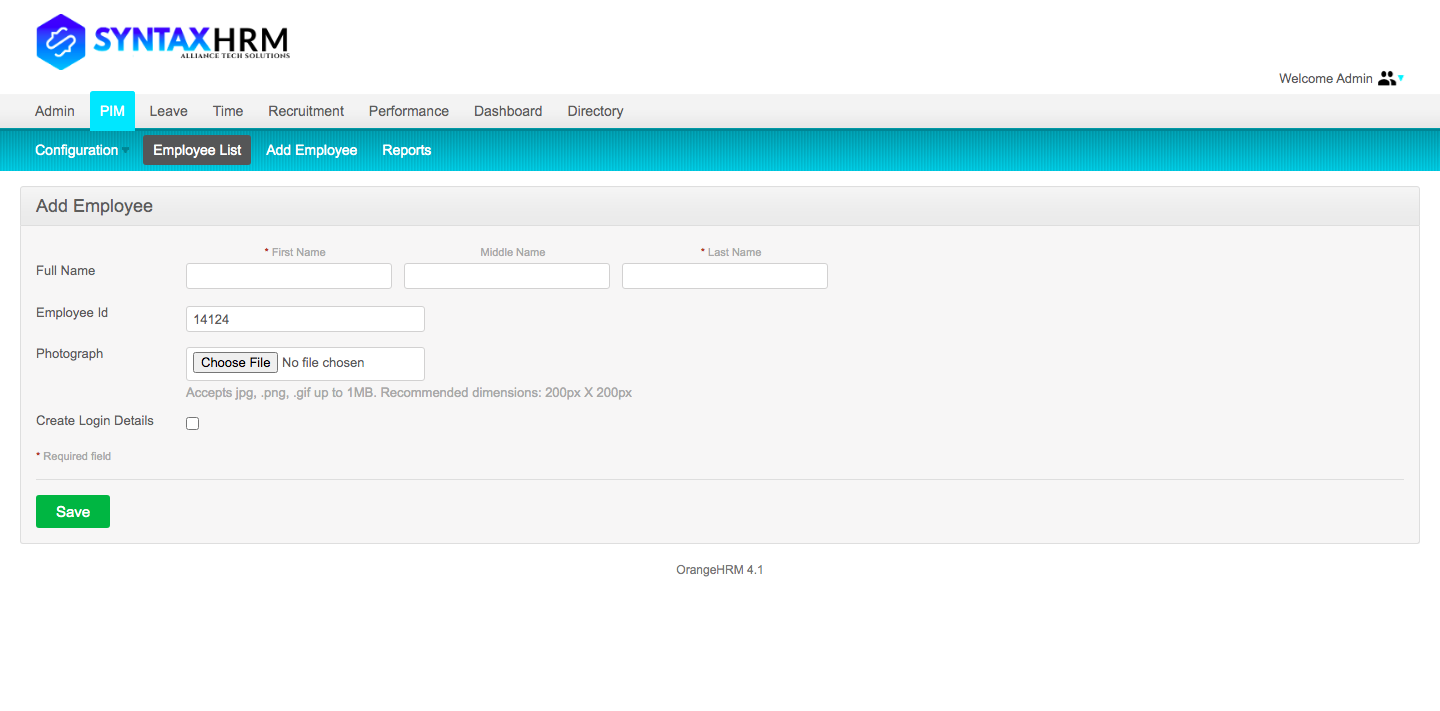 SYNTAXHRM
ALLIANCE TECH SOLUTIONS
Welcome Admin
Admin PIM Leave Time Recruitment Performance Dashboard Directory
Configuration Employee List Add Employee Reports
Add Employee
* First Name Middle Name * Last Name
Full Name
Employee Id 14124
Photograph Choose File No file chosen
Accepts jpg, .png, .gif up to 1MB. Recommended dimensions: 200px X 200px
Create Login Details
* Required field
Save
OrangeHRM 4.1